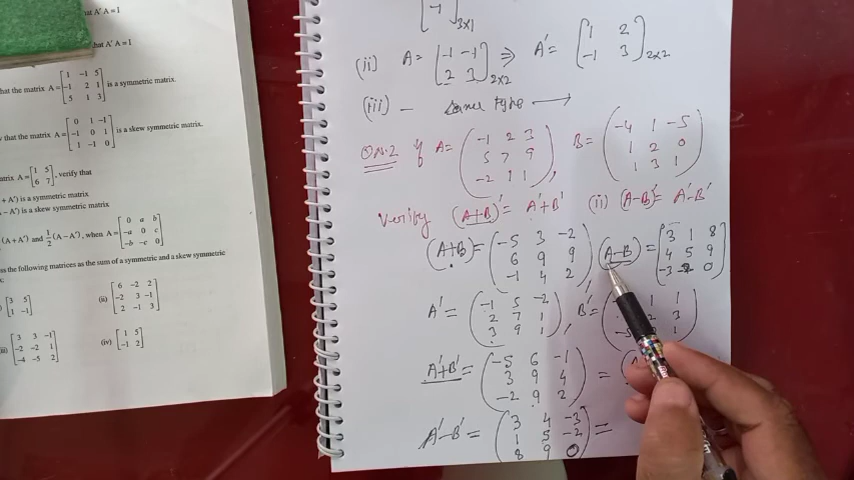 hat A'A = I
hat A'A = I
hat the matrix A = [1 -1 5; -1 2 1; 5 1 3] is a symmetric matrix.
that the matrix A = [0 1 -1; -1 0 1; 1 -1 0] is a skew symmetric matrix.
atrix A = [1 5; 6 7], verify that
+ A') is a symmetric matrix
– A') is a skew symmetric matrix
(A + A') and 1/2 (A – A'), when A = [0 a b; -a 0 c; -b -c 0]
ss the following matrices as the sum of a symmetric and a skew symmetric
[3 5; 1 -1] (ii) [6 -2 2; -2 3 -1; 2 -1 3]
[3 3 -1; -2 -2 1; -4 -5 2] (iv) [1 5; -1 2]
3x1
(ii) A = [-1 -1; 2 3] 2x2 ⇒ A' = [1 2; -1 3] 2x2
(iii) – same type →
Q.N.2 if A = (-1 2 3; 5 7 9; -2 1 1), B = (-4 1 -5; 1 2 0; 1 3 1)
Verify (A+B)' = A'+B' (ii) (A-B)' = A'-B'
(A+B) = (-5 3 -2; 6 9 9; -1 4 2), (A-B) = [3 1 8; 4 5 9; -3 -2 0]
A' = (-1 5 -2; 2 7 1; 3 9 1), B' =
A'+B' = (-5 6 -1; 3 9 4; -2 9 2) =
A'-B' = (3 4 -3; 1 5 -2; 8 9 0) =